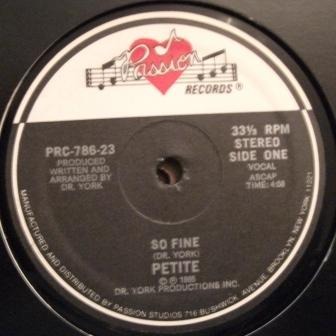 Passion
RECORDS®
PRC-786-23
PRODUCED
WRITTEN AND
ARRANGED BY
DR. YORK
33⅓ RPM
STEREO
SIDE ONE
VOCAL
ASCAP
TIME: 4:08
SO FINE
(DR. YORK)
PETITE
© ℗ 1985
DR. YORK PRODUCTIONS INC.
MANUFACTURED AND DISTRIBUTED BY PASSION STUDIOS 716 BUSHWICK AVENUE, BROOKLYN, NEW YORK 11221